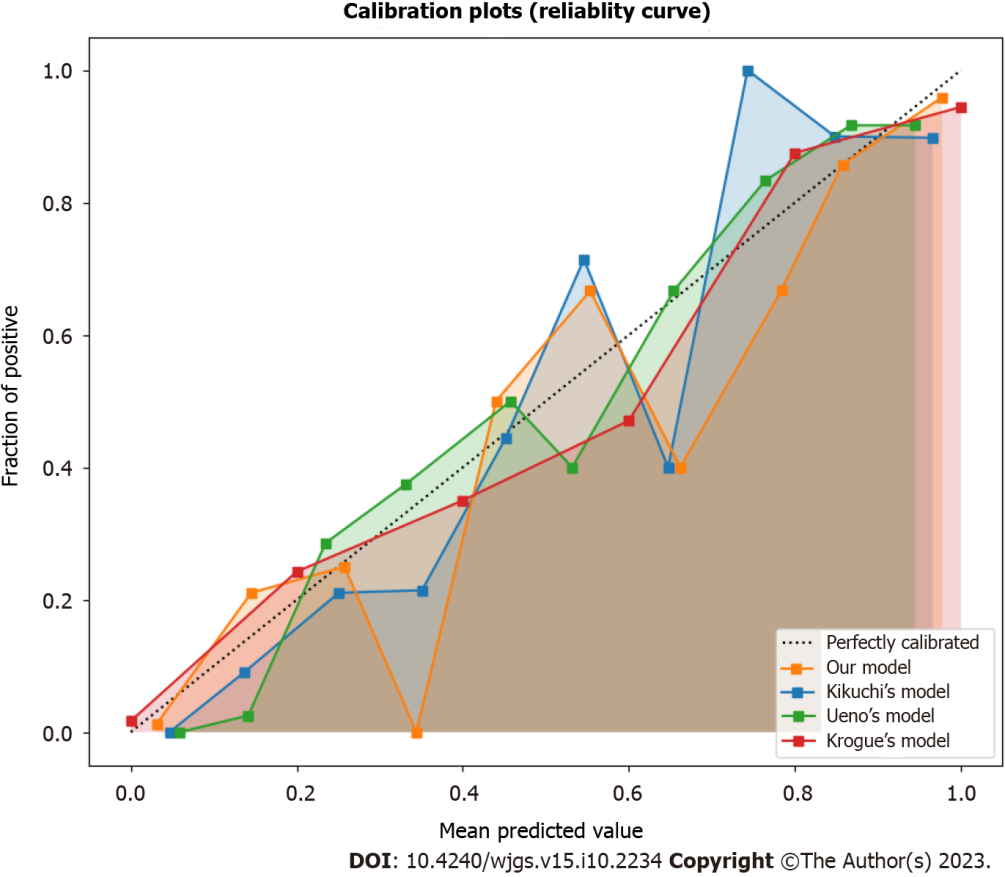 Calibration plots (reliablity curve)
1.0
0.8
0.6
0.4
0.2
0.0
Fraction of positive
Perfectly calibrated
Our model
Kikuchi's model
Ueno's model
Krogue's model
0.0 0.2 0.4 0.6 0.8 1.0
Mean predicted value
DOI: 10.4240/wjgs.v15.i10.2234 Copyright ©The Author(s) 2023.